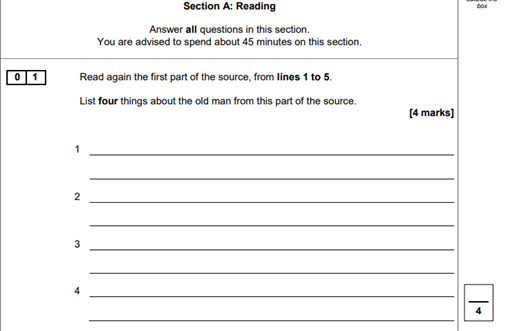 Section A: Reading
box
Answer all questions in this section.
You are advised to spend about 45 minutes on this section.
0 1
Read again the first part of the source, from lines 1 to 5.
List four things about the old man from this part of the source.
[4 marks]
1
2
3
4
4